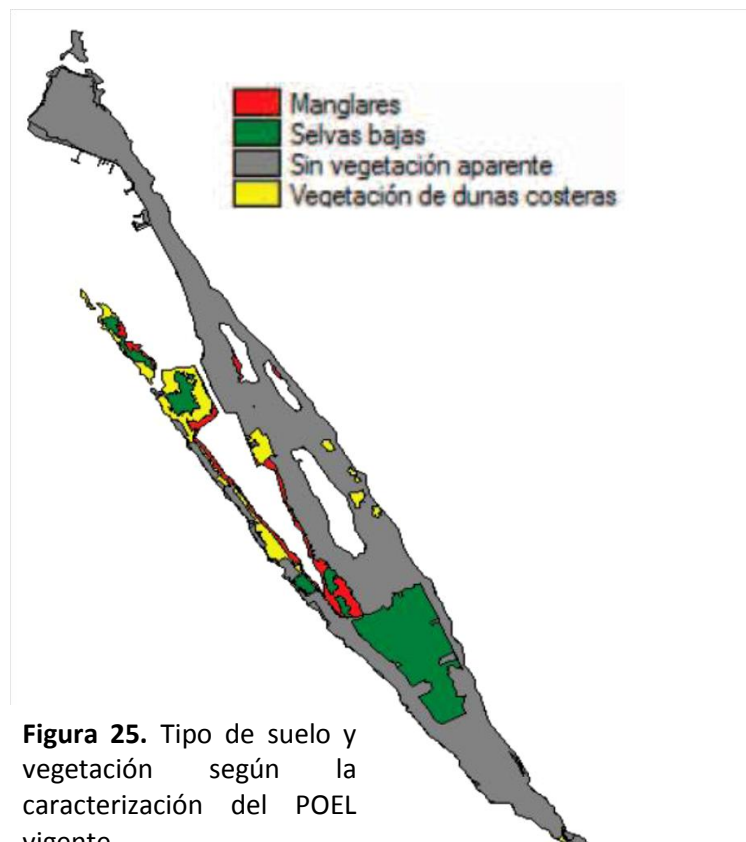 Manglares
Selvas bajas
Sin vegetación aparente
Vegetación de dunas costeras
Figura 25. Tipo de suelo y
vegetación según la
caracterización del POEL
vigente